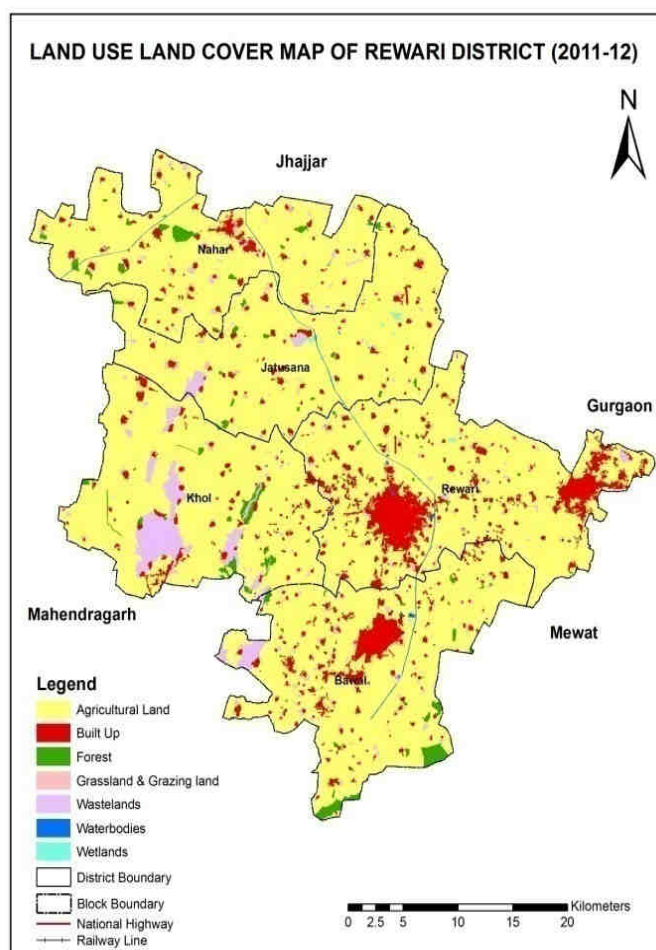 LAND USE LAND COVER MAP OF REWARI DISTRICT (2011-12)
N
Jhajjar
Nahar
Jatusana
Gurgaon
Khol
Rewari
Mahendragarh
Mewat
Bawal
Legend
Agricultural Land
Built Up
Forest
Grassland & Grazing land
Wastelands
Waterbodies
Wetlands
District Boundary
Block Boundary
National Highway
Railway Line
Kilometers
0 2.5 5 10 15 20